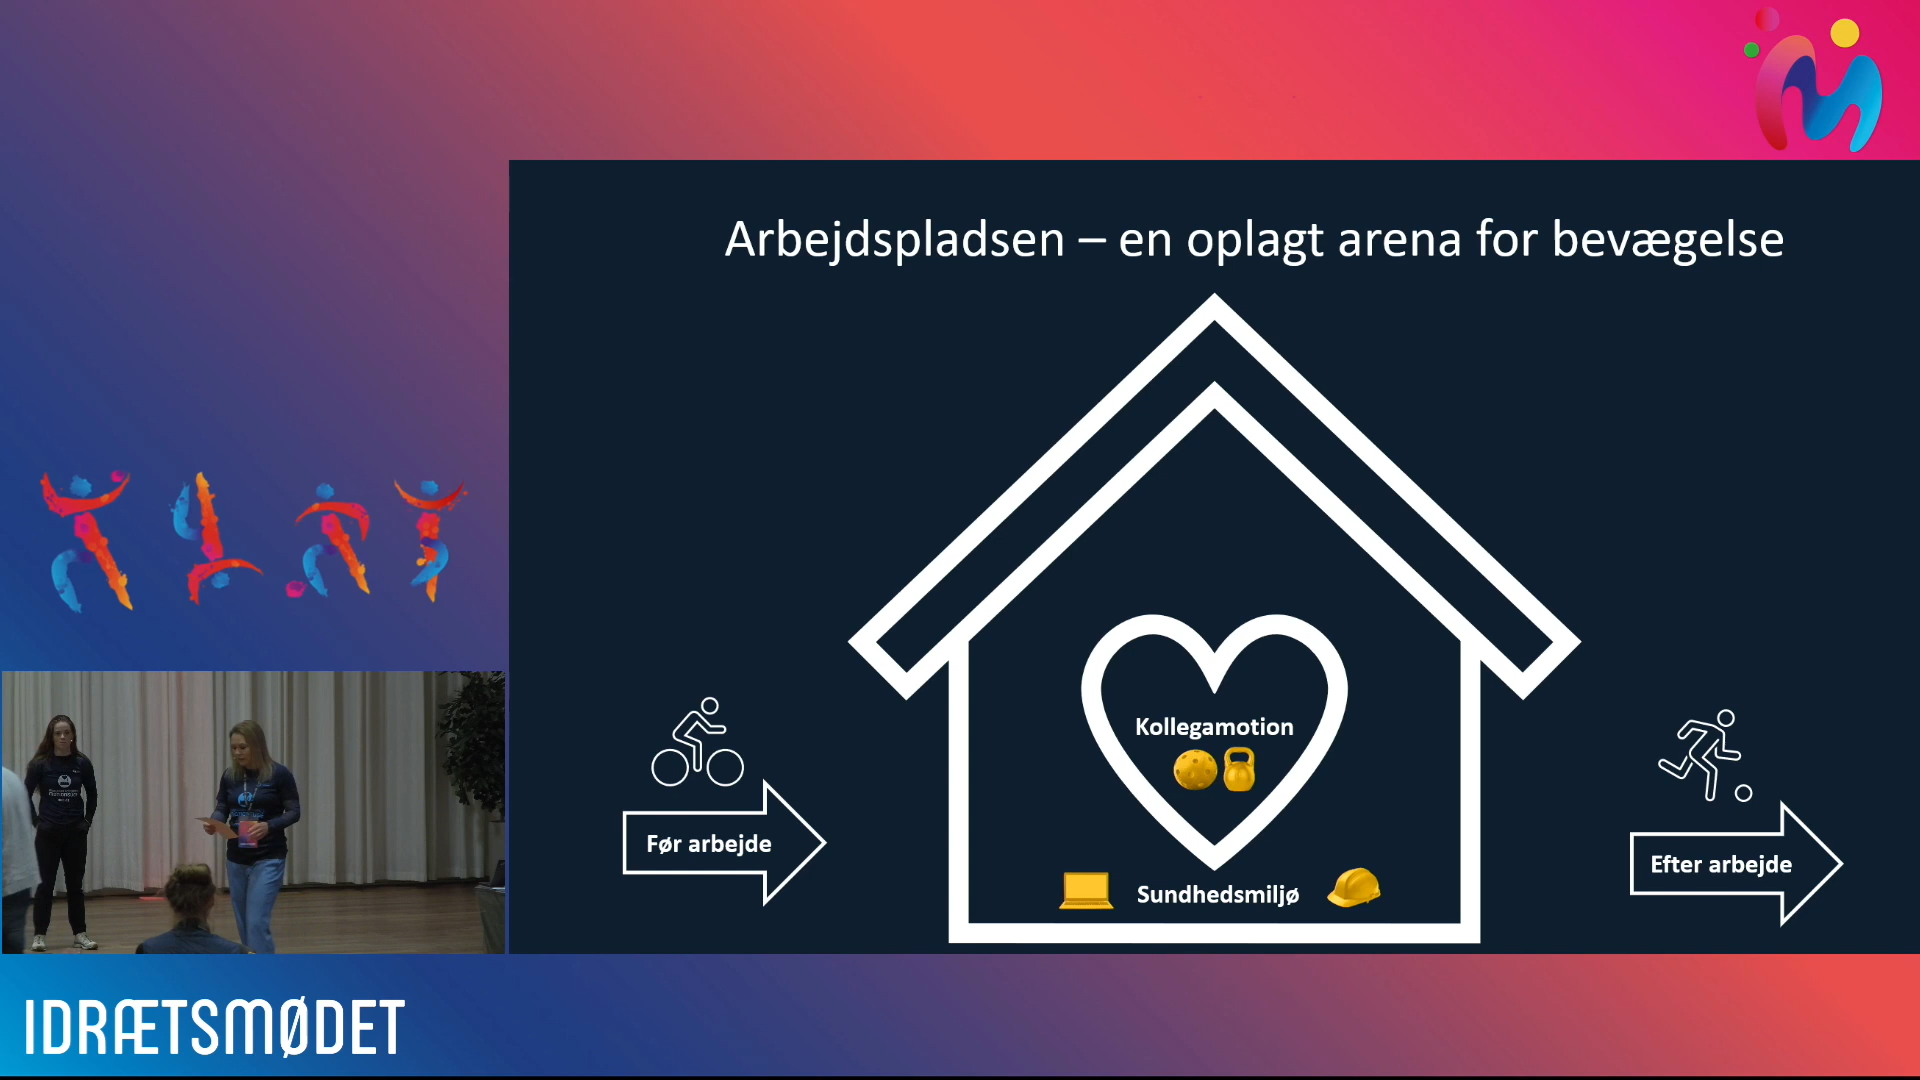 Arbejdspladsen – en oplagt arena for bevægelse
Kollegamotion
Før arbejde
Efter arbejde
Sundhedsmiljø
IDRÆTSMØDET